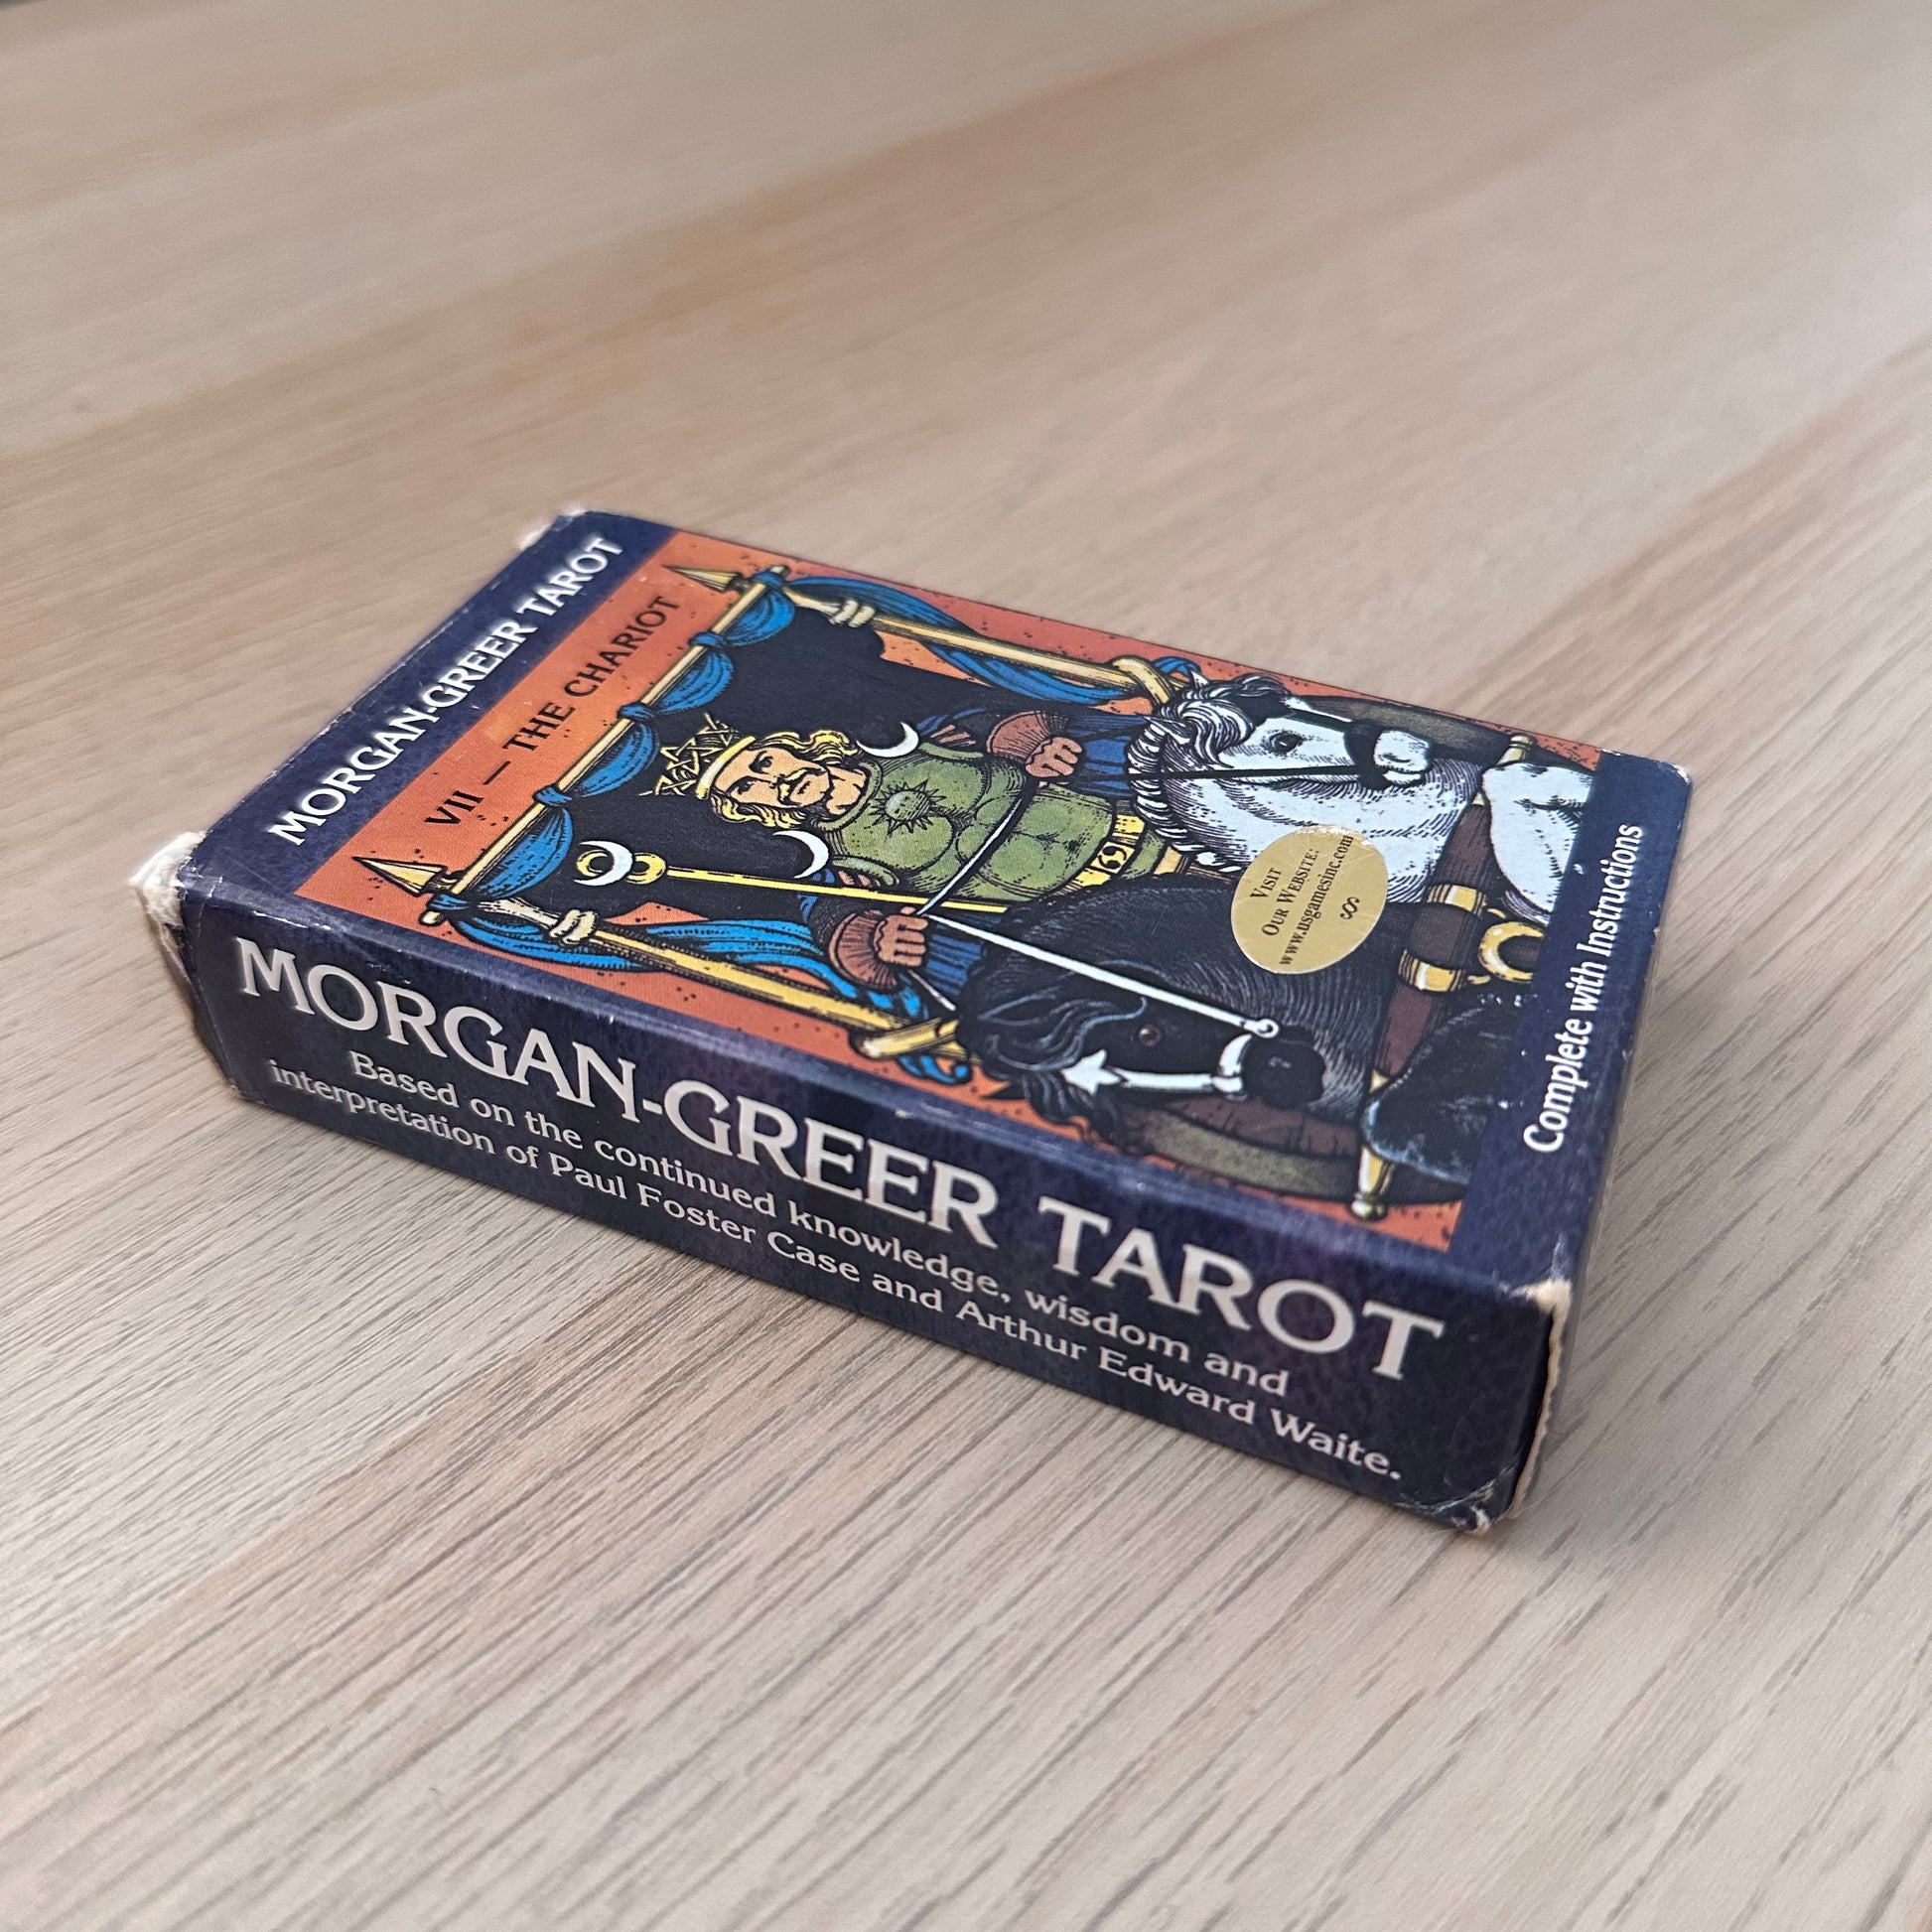 MORGAN-GREER TAROT
VII — THE CHARIOT
VISIT
OUR WEBSITE:
www.usgamesinc.com
Complete with Instructions
MORGAN-GREER TAROT
Based on the continued knowledge, wisdom and
interpretation of Paul Foster Case and Arthur Edward Waite.